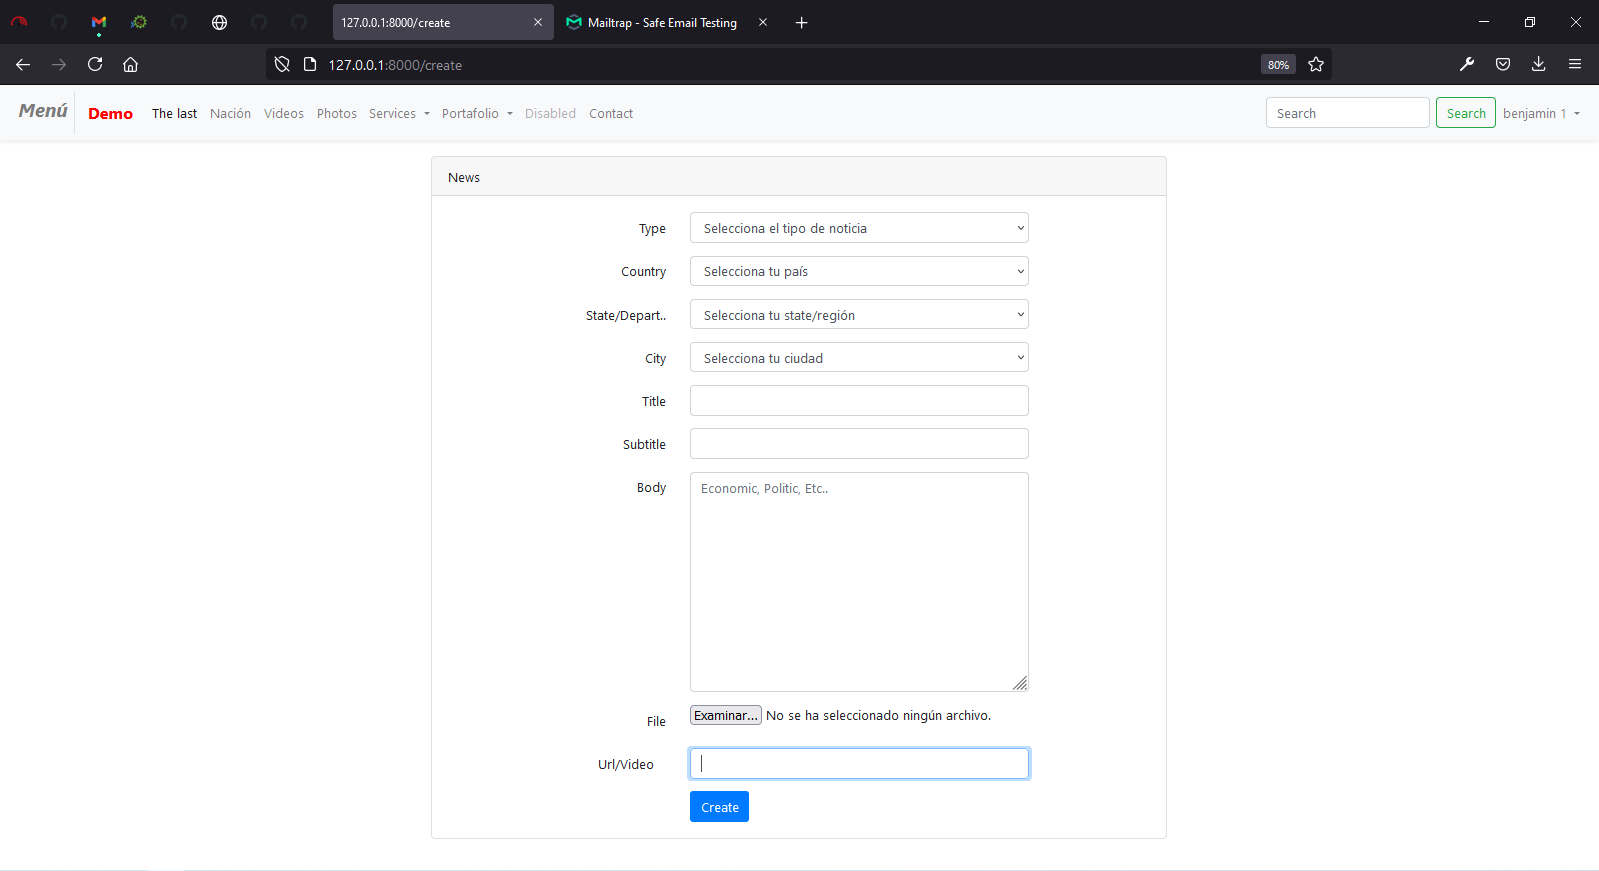 127.0.0.1:8000/create
Mailtrap - Safe Email Testing
127.0.0.1:8000/create
80%
Menú Demo The last Nación Videos Photos Services Portafolio Disabled Contact Search Search benjamin 1
News
Type Selecciona el tipo de noticia
Country Selecciona tu país
State/Depart.. Selecciona tu state/región
City Selecciona tu ciudad
Title
Subtitle
Body Economic, Politic, Etc..
File Examinar... No se ha seleccionado ningún archivo.
Url/Video
Create